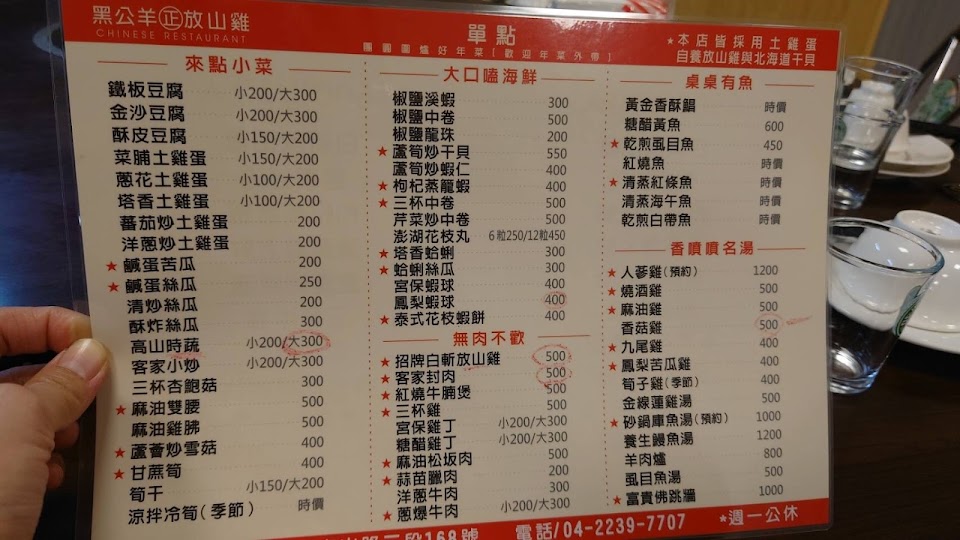 黑公羊㊣放山雞
CHINESE RESTAURANT
單點
團圓圍爐好年菜【歡迎年菜外帶】
★本店皆採用土雞蛋
自養放山雞與北海道干貝
來點小菜
鐵板豆腐 小200/大300
金沙豆腐 小200/大300
酥皮豆腐 小150/大200
菜脯土雞蛋 小150/大200
蔥花土雞蛋 小100/大200
塔香土雞蛋 小100/大200
蕃茄炒土雞蛋 200
洋蔥炒土雞蛋 200
★鹹蛋苦瓜 200
★鹹蛋絲瓜 250
清炒絲瓜 200
酥炸絲瓜 300
高山時蔬 小200/大300
客家小炒 小200/大300
三杯杏鮑菇 300
★麻油雙腰 500
麻油雞胇 500
★蘆薈炒雪菇 400
★甘蔗筍 400
筍干 小150/大200
涼拌冷筍(季節) 時價
大口嗑海鮮
椒鹽溪蝦 300
椒鹽中卷 500
椒鹽龍珠 200
★蘆筍炒干貝 550
蘆筍炒蝦仁 400
★枸杞蒸龍蝦 400
★三杯中卷 500
芹菜炒中卷 500
澎湖花枝丸 6粒250/12粒450
★塔香蛤蜊 300
★蛤蜊絲瓜 300
宮保蝦球 400
鳳梨蝦球 400
★泰式花枝蝦餅 400
無肉不歡
★招牌白斬放山雞 500
★客家封肉 500
★紅燒牛腩煲 500
★三杯雞 500
宮保雞丁 小200/大300
糖醋雞丁 小200/大300
★麻油松坂肉 500
★蒜苗臘肉 200
洋蔥牛肉 300
★蔥爆牛肉 小200/大300
桌桌有魚
黃金香酥鯧 時價
糖醋黃魚 600
★乾煎虱目魚 450
紅燒魚 時價
★清蒸紅條魚 時價
清蒸海午魚 時價
乾煎白帶魚 時價
香噴噴名湯
★人蔘雞(預約) 1200
★燒酒雞 500
★麻油雞 500
香菇雞 500
★九尾雞 400
★鳳梨苦瓜雞 400
筍子雞(季節) 400
金線蓮雞湯 500
★砂鍋庫魚湯(預約) 1000
養生鰻魚湯 1200
羊肉爐 800
虱目魚湯 500
★富貴佛跳牆 1000
168號
電話/04-2239-7707
★週一公休